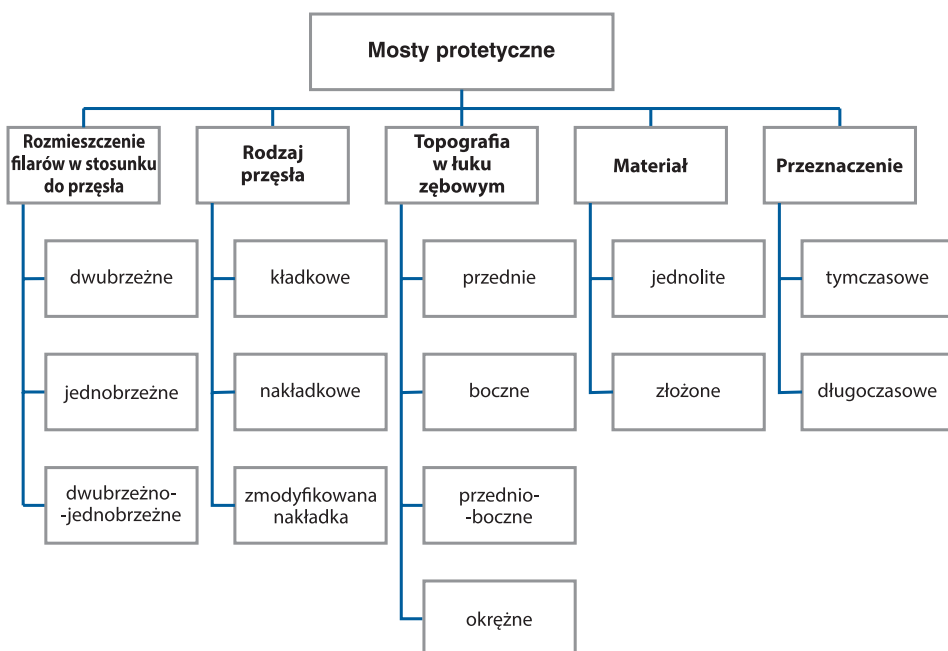 Mosty protetyczne
Rozmieszczenie
filarów w stosunku
do przęsła
dwubrzeżne
jednobrzeżne
dwubrzeżno-
-jednobrzeżne
Rodzaj
przęsła
kładkowe
nakładkowe
zmodyfikowana
nakładka
Topografia
w łuku
zębowym
przednie
boczne
przednio-
-boczne
okrężne
Materiał
jednolite
złożone
Przeznaczenie
tymczasowe
długoczasowe